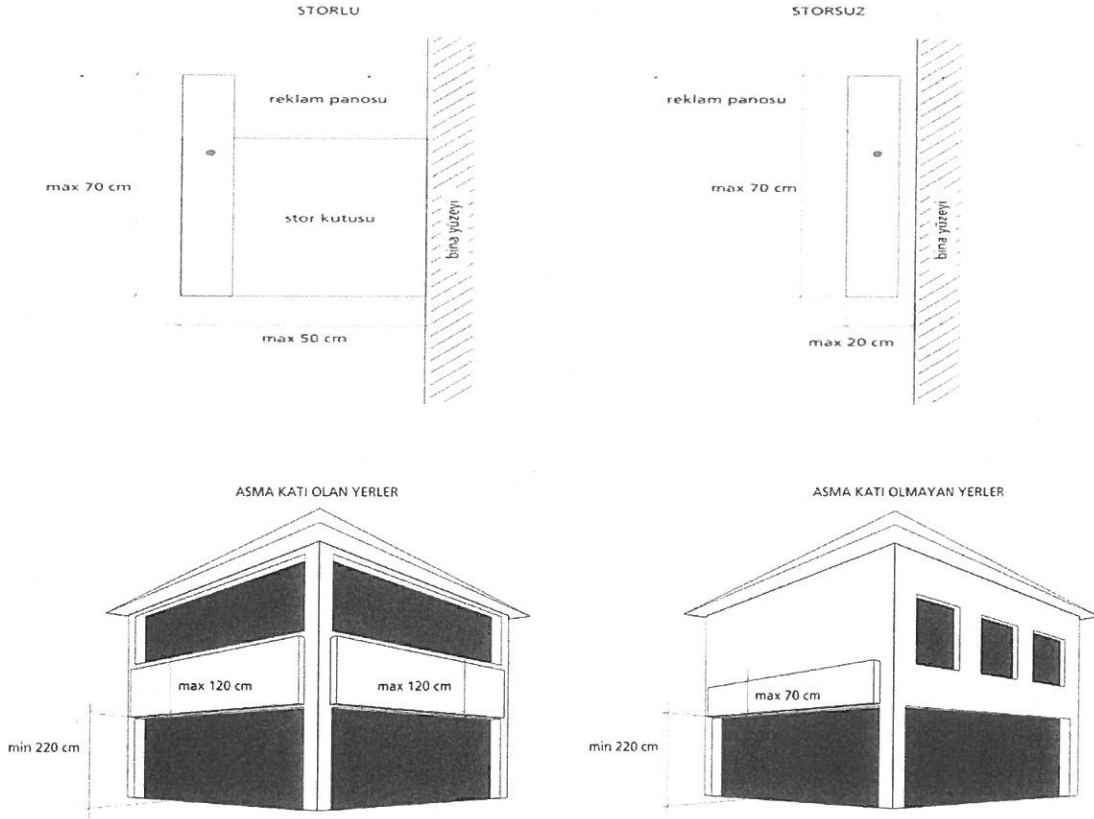 STORLU
reklam panosu
max 70 cm
stor kutusu
bina yüzeyi
max 50 cm
STORSUZ
reklam panosu
max 70 cm
bina yüzeyi
max 20 cm
ASMA KATI OLAN YERLER
max 120 cm
max 120 cm
min 220 cm
ASMA KATI OLMAYAN YERLER
max 70 cm
min 220 cm